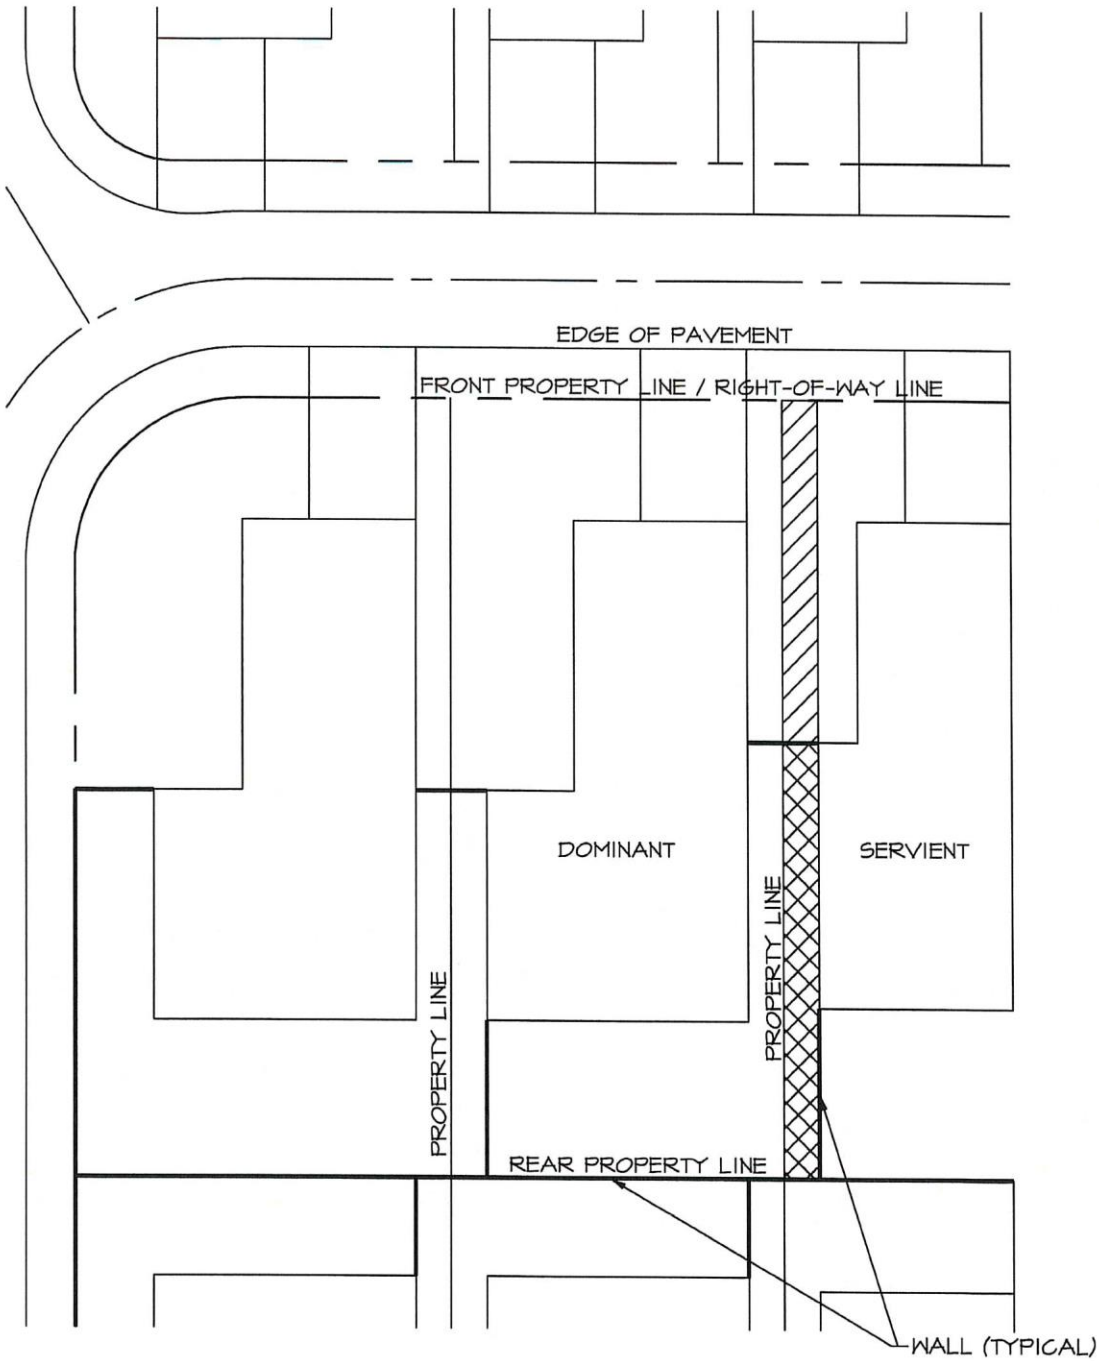 EDGE OF PAVEMENT
FRONT PROPERTY LINE / RIGHT-OF-WAY LINE
DOMINANT
SERVIENT
PROPERTY LINE
PROPERTY LINE
REAR PROPERTY LINE
WALL (TYPICAL)